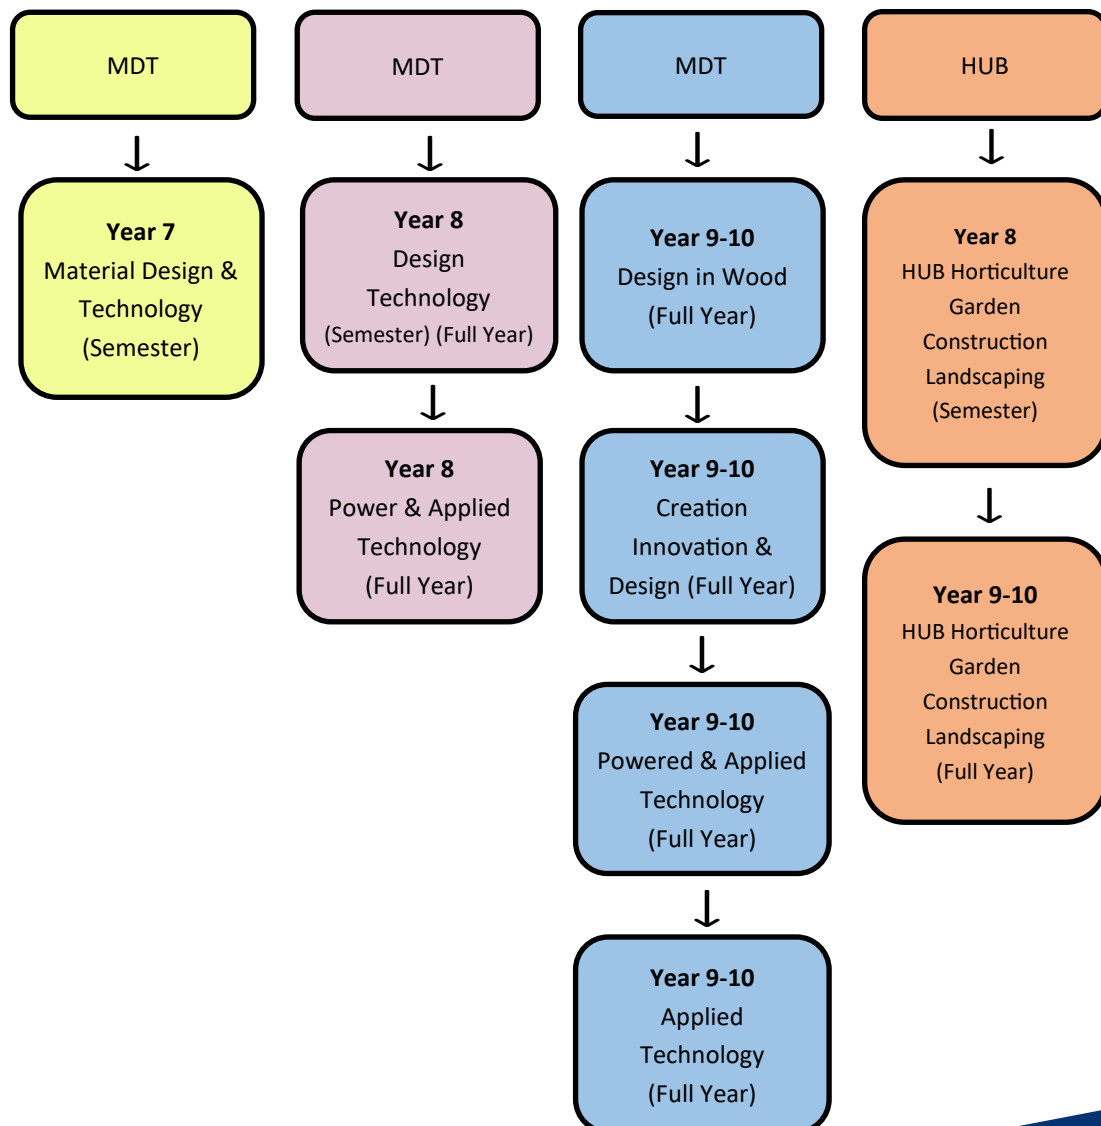 MDT
Year 7
Material Design &
Technology
(Semester)
MDT
Year 8
Design
Technology
(Semester) (Full Year)
Year 8
Power & Applied
Technology
(Full Year)
MDT
Year 9-10
Design in Wood
(Full Year)
Year 9-10
Creation
Innovation &
Design (Full Year)
Year 9-10
Powered & Applied
Technology
(Full Year)
Year 9-10
Applied
Technology
(Full Year)
HUB
Year 8
HUB Horticulture
Garden
Construction
Landscaping
(Semester)
Year 9-10
HUB Horticulture
Garden
Construction
Landscaping
(Full Year)